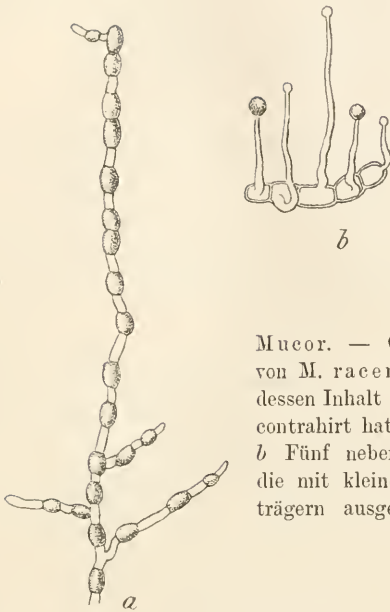 b
Mucor. —
von M. racem
dessen Inhalt
contrahirt hat
b Fünf neben
die mit klein
trägern ausge
a